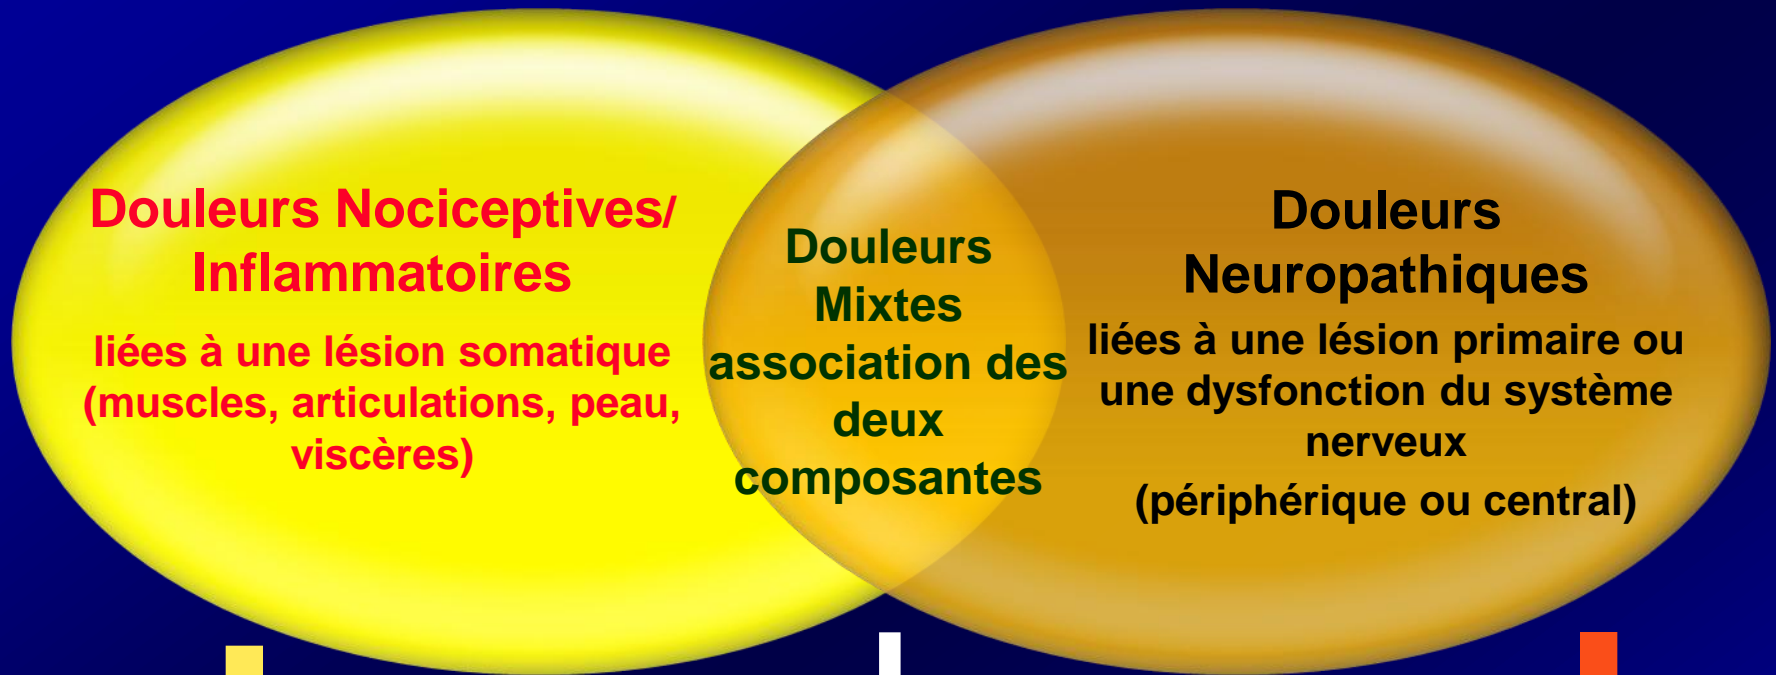 Douleurs Nociceptives/
Inflammatoires
liées à une lésion somatique
(muscles, articulations, peau,
viscères)
Douleurs
Mixtes
association des
deux
composantes
Douleurs
Neuropathiques
liées à une lésion primaire ou
une dysfonction du système
nerveux
(périphérique ou central)